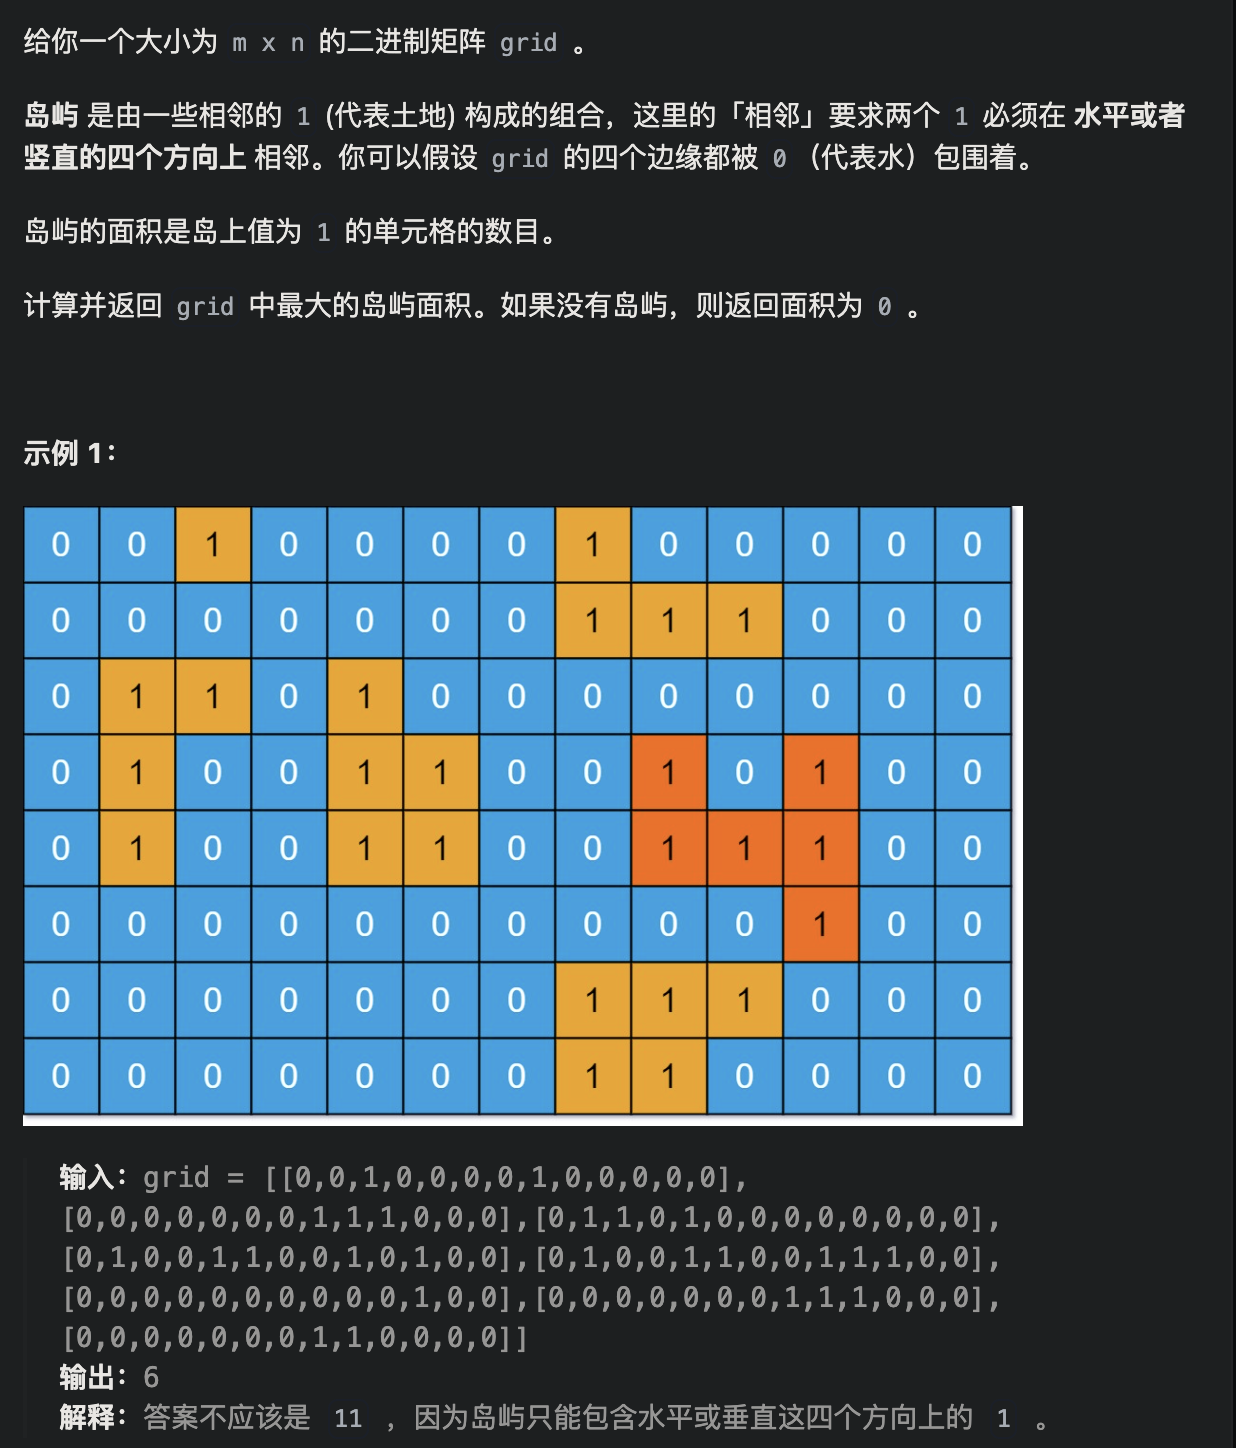 给你一个大小为 m x n 的二进制矩阵 grid 。
岛屿 是由一些相邻的 1 (代表土地) 构成的组合，这里的「相邻」要求两个 1 必须在 水平或者
竖直的四个方向上 相邻。你可以假设 grid 的四个边缘都被 0 （代表水）包围着。
岛屿的面积是岛上值为 1 的单元格的数目。
计算并返回 grid 中最大的岛屿面积。如果没有岛屿，则返回面积为 0 。
示例 1：
0 0 1 0 0 0 0 1 0 0 0 0 0
0 0 0 0 0 0 0 1 1 1 0 0 0
0 1 1 0 1 0 0 0 0 0 0 0 0
0 1 0 0 1 1 0 0 1 0 1 0 0
0 1 0 0 1 1 0 0 1 1 1 0 0
0 0 0 0 0 0 0 0 0 0 1 0 0
0 0 0 0 0 0 0 1 1 1 0 0 0
0 0 0 0 0 0 0 1 1 0 0 0 0
输入：grid = [[0,0,1,0,0,0,0,1,0,0,0,0,0],
[0,0,0,0,0,0,0,1,1,1,0,0,0],[0,1,1,0,1,0,0,0,0,0,0,0,0],
[0,1,0,0,1,1,0,0,1,0,1,0,0],[0,1,0,0,1,1,0,0,1,1,1,0,0],
[0,0,0,0,0,0,0,0,0,0,1,0,0],[0,0,0,0,0,0,0,1,1,1,0,0,0],
[0,0,0,0,0,0,0,1,1,0,0,0,0]]
输出：6
解释：答案不应该是 11 ，因为岛屿只能包含水平或垂直这四个方向上的 1 。